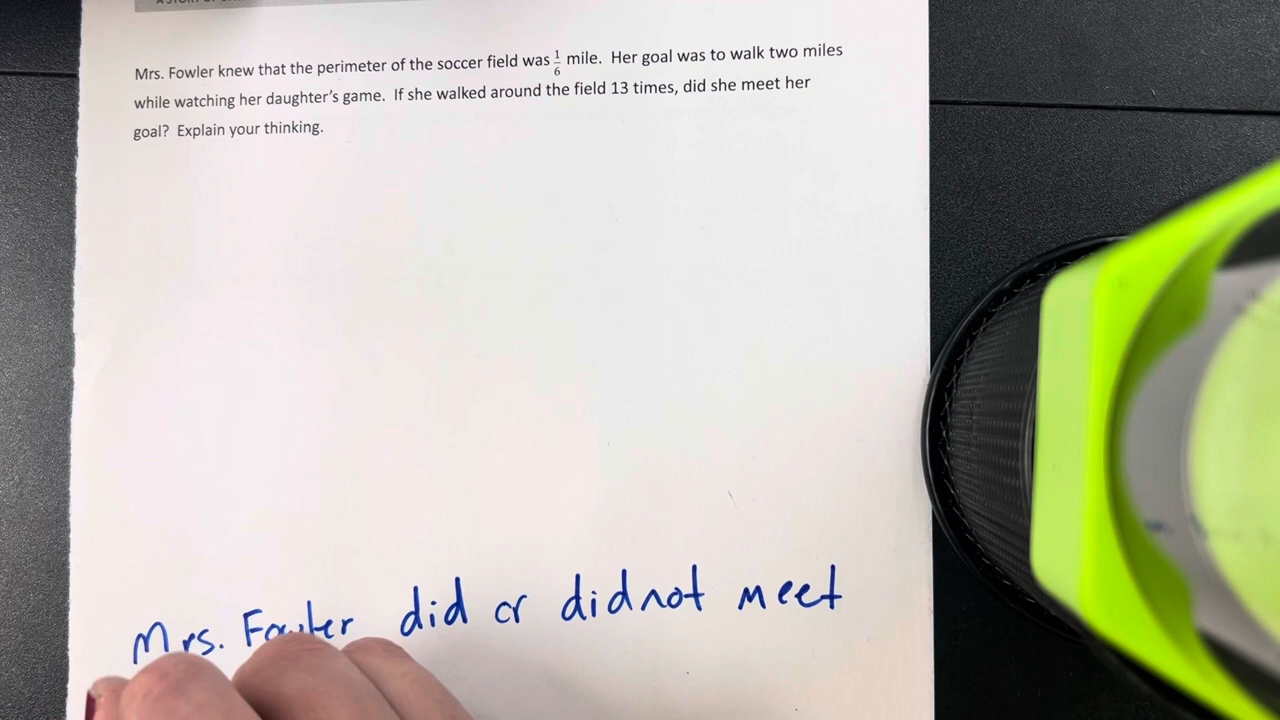 Mrs. Fowler knew that the perimeter of the soccer field was 1/6 mile. Her goal was to walk two miles
while watching her daughter's game. If she walked around the field 13 times, did she meet her
goal? Explain your thinking.
Mrs. Fowler did or did not meet